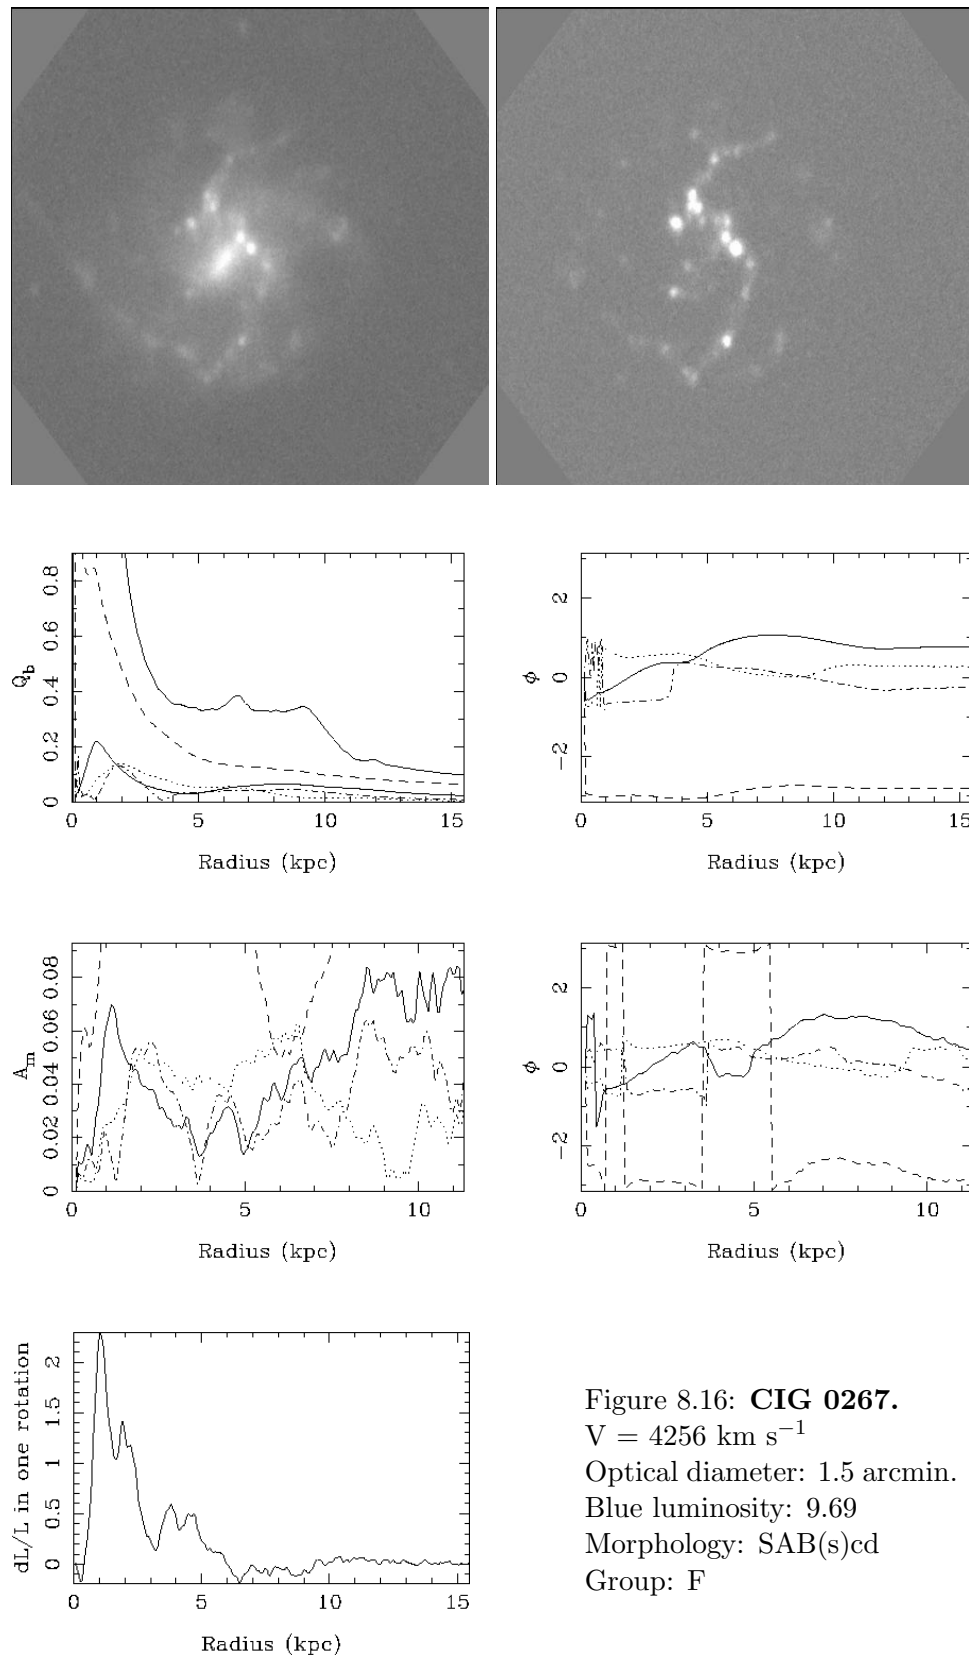 0.8
0.6
0.4
0.2
0
Q_b
0 5 10 15
Radius (kpc)
2
0
−2
ϕ
0 5 10 15
Radius (kpc)
0.08
0.06
0.04
0.02
0
A_m
0 5 10
Radius (kpc)
2
0
−2
ϕ
0 5 10
Radius (kpc)
2
1.5
1
0.5
0
dL/L in one rotation
0 5 10 15
Radius (kpc)
Figure 8.16: CIG 0267.
V = 4256 km s⁻¹
Optical diameter: 1.5 arcmin.
Blue luminosity: 9.69
Morphology: SAB(s)cd
Group: F